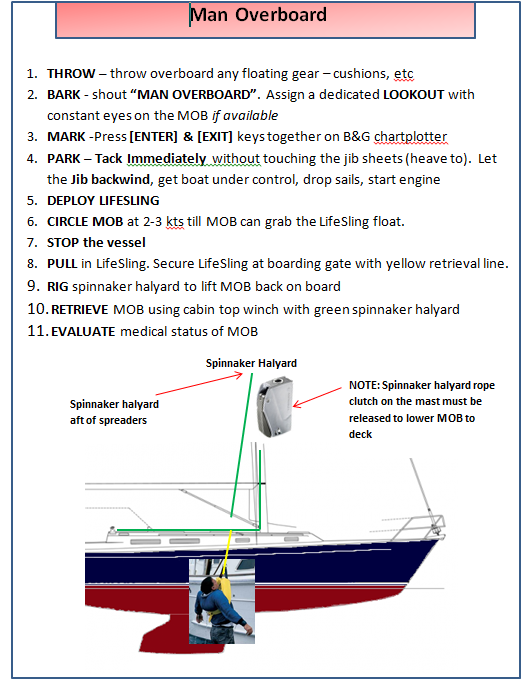 Man Overboard
1. THROW – throw overboard any floating gear – cushions, etc
2. BARK - shout “MAN OVERBOARD”. Assign a dedicated LOOKOUT with
constant eyes on the MOB if available
3. MARK -Press [ENTER] & [EXIT] keys together on B&G chartplotter
4. PARK – Tack Immediately without touching the jib sheets (heave to). Let
the Jib backwind, get boat under control, drop sails, start engine
5. DEPLOY LIFESLING
6. CIRCLE MOB at 2-3 kts till MOB can grab the LifeSling float.
7. STOP the vessel
8. PULL in LifeSling. Secure LifeSling at boarding gate with yellow retrieval line.
9. RIG spinnaker halyard to lift MOB back on board
10. RETRIEVE MOB using cabin top winch with green spinnaker halyard
11. EVALUATE medical status of MOB
Spinnaker Halyard
Spinnaker halyard
aft of spreaders
NOTE: Spinnaker halyard rope
clutch on the mast must be
released to lower MOB to
deck